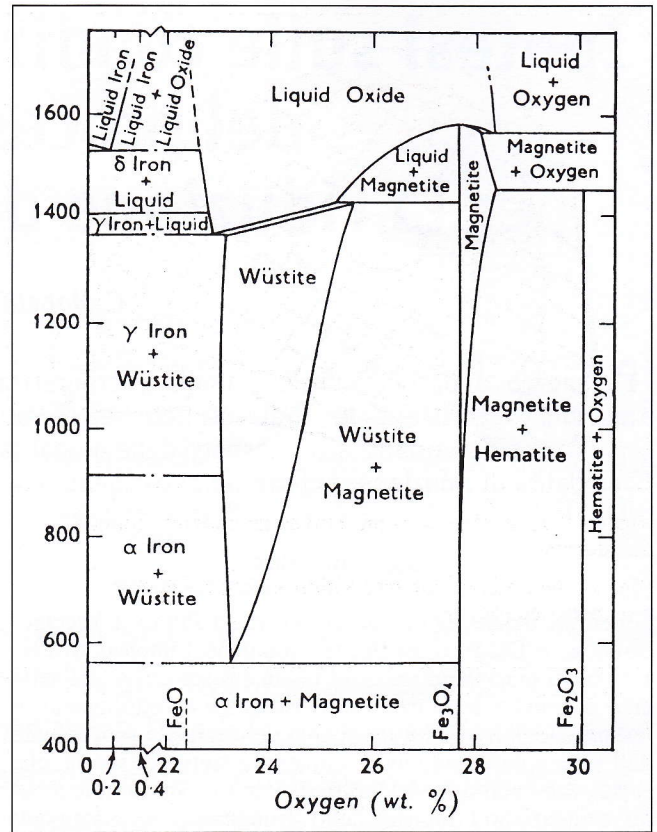 Liquid Iron
Liquid Iron
+
Liquid Oxide
Liquid Oxide
Liquid
+
Oxygen
1600
δ Iron
+
Liquid
Liquid
+
Magnetite
Magnetite
+ Oxygen
1400
γ Iron+Liquid
Magnetite
Wüstite
1200
γ Iron
+
Wüstite
Magnetite
+
Hematite
Hematite + Oxygen
1000
Wüstite
+
Magnetite
800
α Iron
+
Wüstite
600
FeO
α Iron + Magnetite
Fe₃O₄
Fe₂O₃
400
0 22 24 26 28 30
0·2 0·4
Oxygen (wt. %)